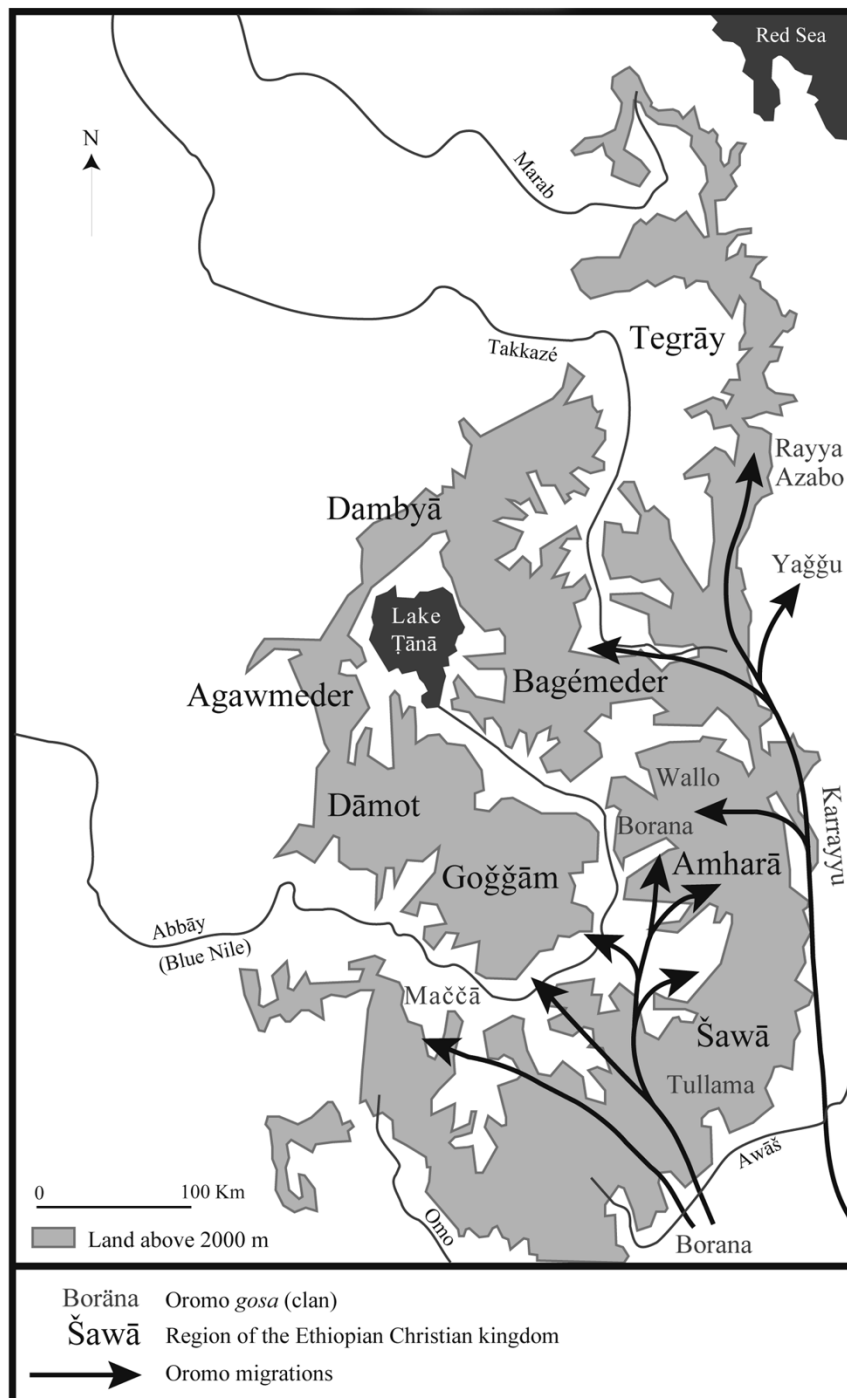 Red Sea
N
Marab
Takkazé
Tegrāy
Rayya
Azabo
Dambyā
Yağğu
Lake
Ṭānā
Bagémeder
Agawmeder
Wallo
Karrayyu
Dāmot
Borana
Amharā
Goğğām
Abbāy
(Blue Nile)
Maččā
Šawā
Tullama
Awāš
0 100 Km
Omo
Land above 2000 m
Borana
Boräna Oromo gosa (clan)
Šawā Region of the Ethiopian Christian kingdom
Oromo migrations